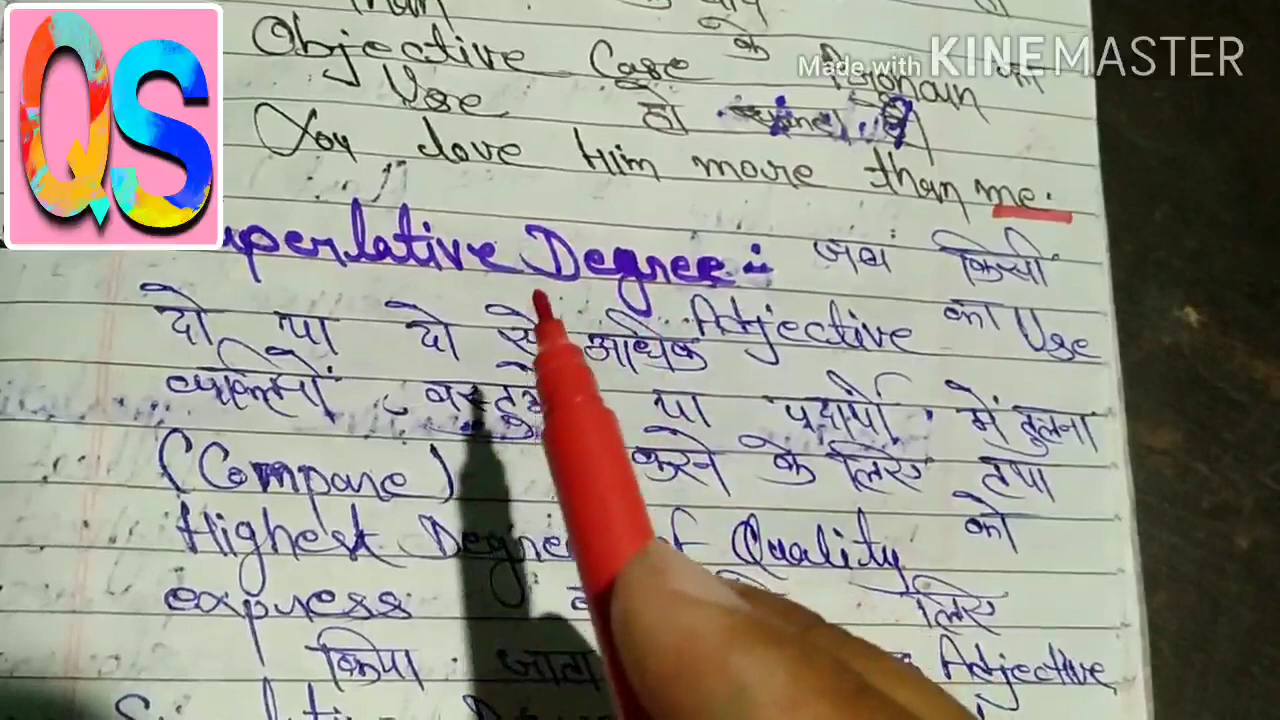 QS
Made with KINEMASTER
Than के
Objective Case के Pronoun का
Use हो
You love Him more than me.
uperlative Degree :- जब किसी
Adjective का Use
दो या दो से अधिक
व्यक्तियों, या पदार्थो में तुलना
(Compare) करने के लिए तथा
Highest Degree of Quality को
express लिए
किया जाता Adjective